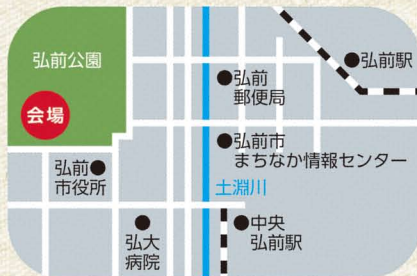 弘前公園
弘前駅
弘前
郵便局
会場
弘前市
まちなか情報センター
弘前
市役所
土淵川
中央
弘前駅
弘大
病院